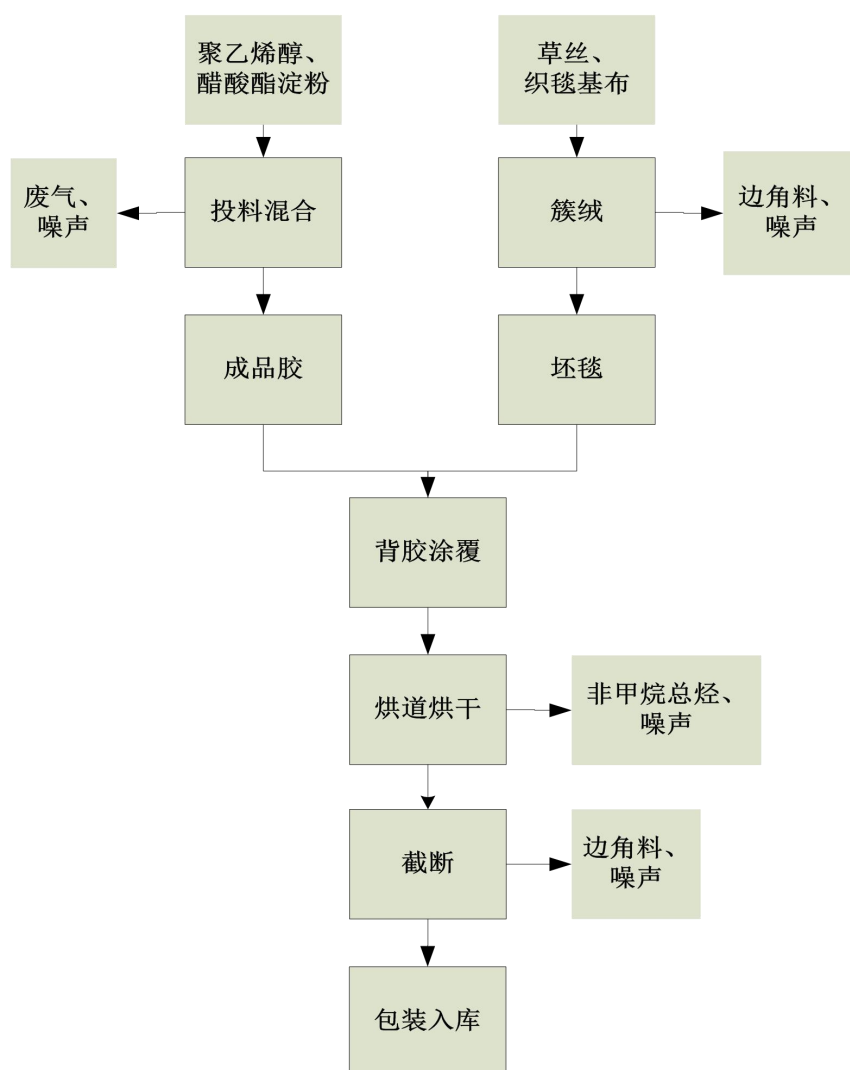 聚乙烯醇、
醋酸酯淀粉
草丝、
织毯基布
废气、
噪声
投料混合
簇绒
边角料、
噪声
成品胶
坯毯
背胶涂覆
烘道烘干
非甲烷总烃、
噪声
截断
边角料、
噪声
包装入库